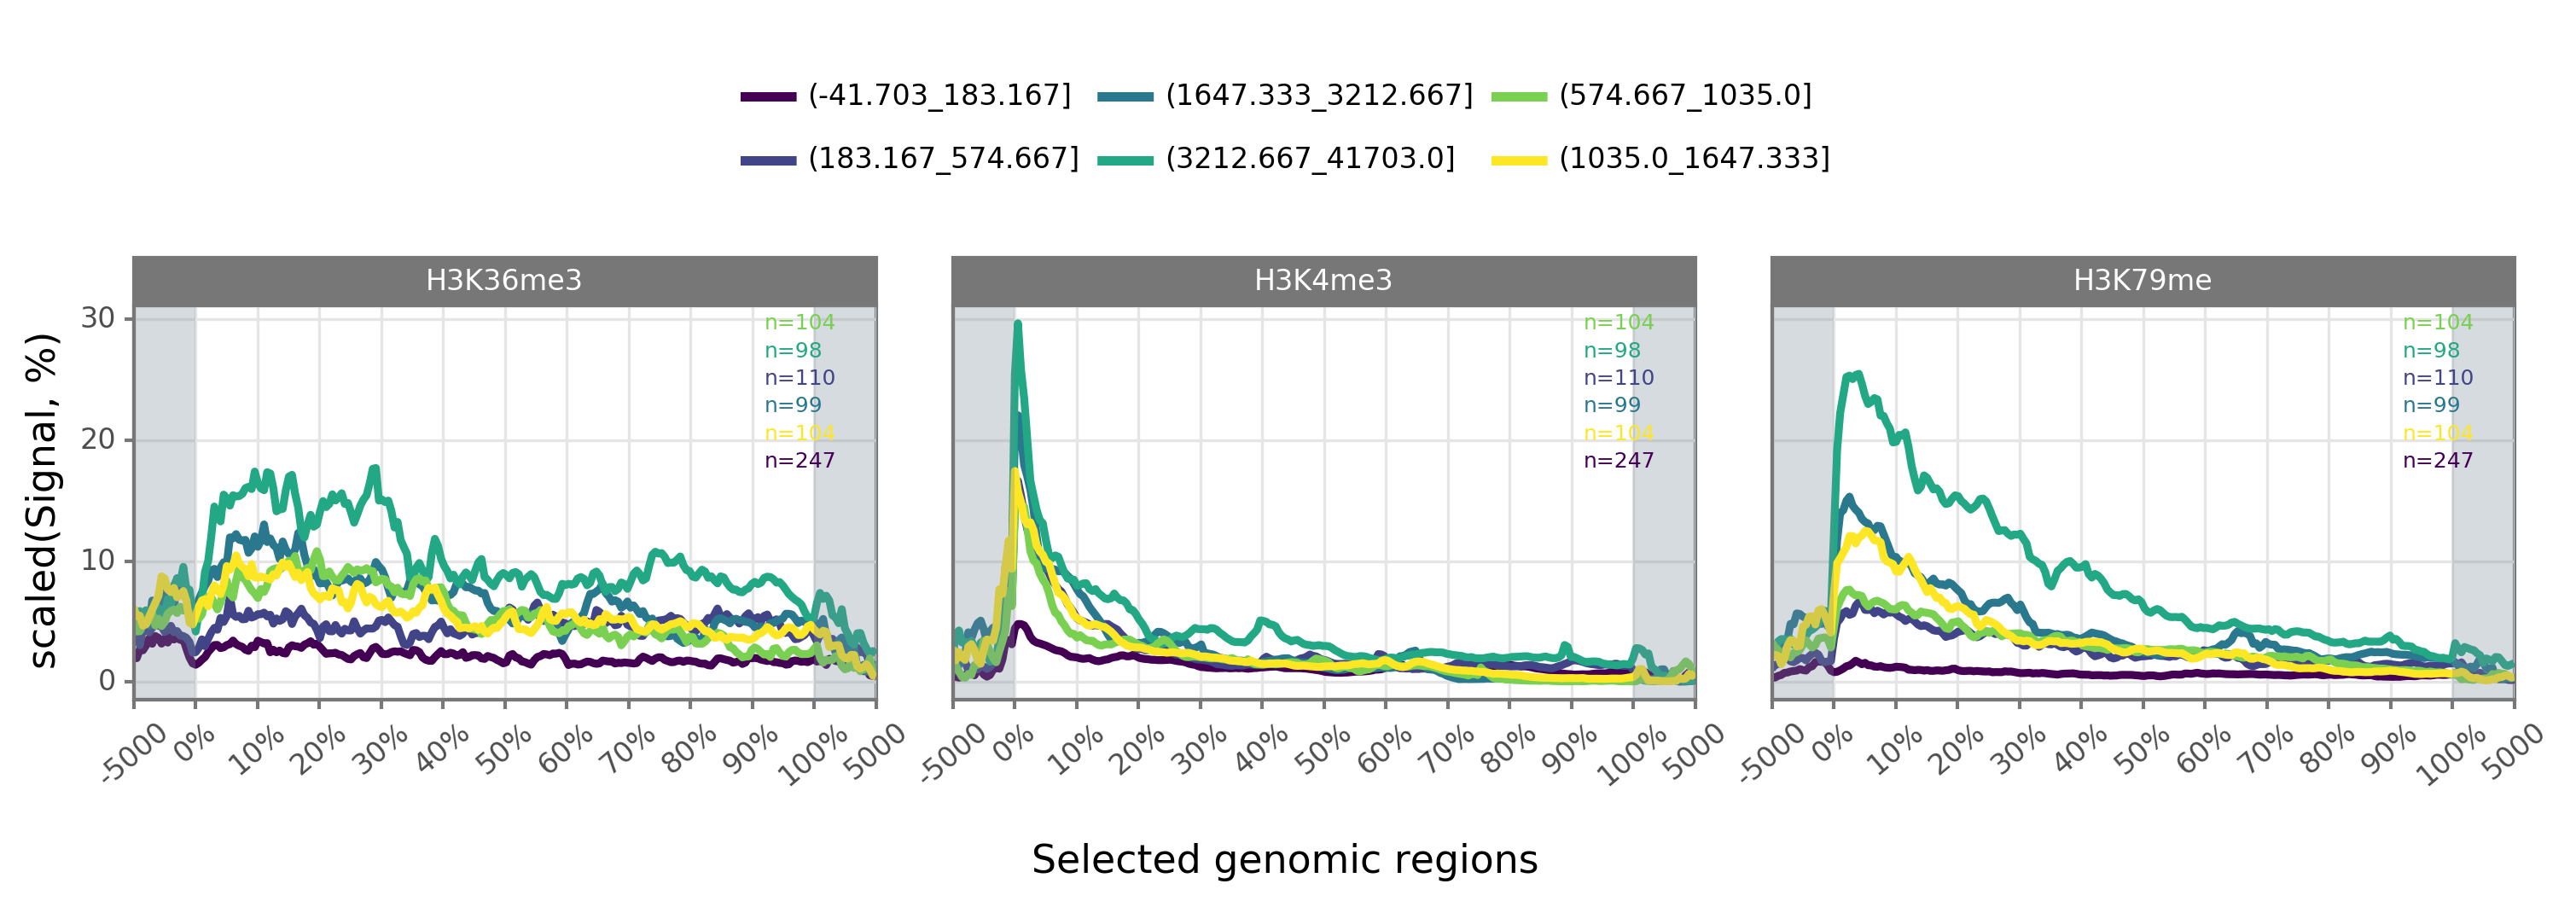 (-41.703_183.167] (1647.333_3212.667] (574.667_1035.0]
(183.167_574.667] (3212.667_41703.0] (1035.0_1647.333]
scaled(Signal, %)
H3K36me3
30
20
10
0
n=104
n=98
n=110
n=99
n=104
n=247
-5000 0% 10% 20% 30% 40% 50% 60% 70% 80% 90% 100% 5000
H3K4me3
n=104
n=98
n=110
n=99
n=104
n=247
-5000 0% 10% 20% 30% 40% 50% 60% 70% 80% 90% 100% 5000
H3K79me
n=104
n=98
n=110
n=99
n=104
n=247
-5000 0% 10% 20% 30% 40% 50% 60% 70% 80% 90% 100% 5000
Selected genomic regions